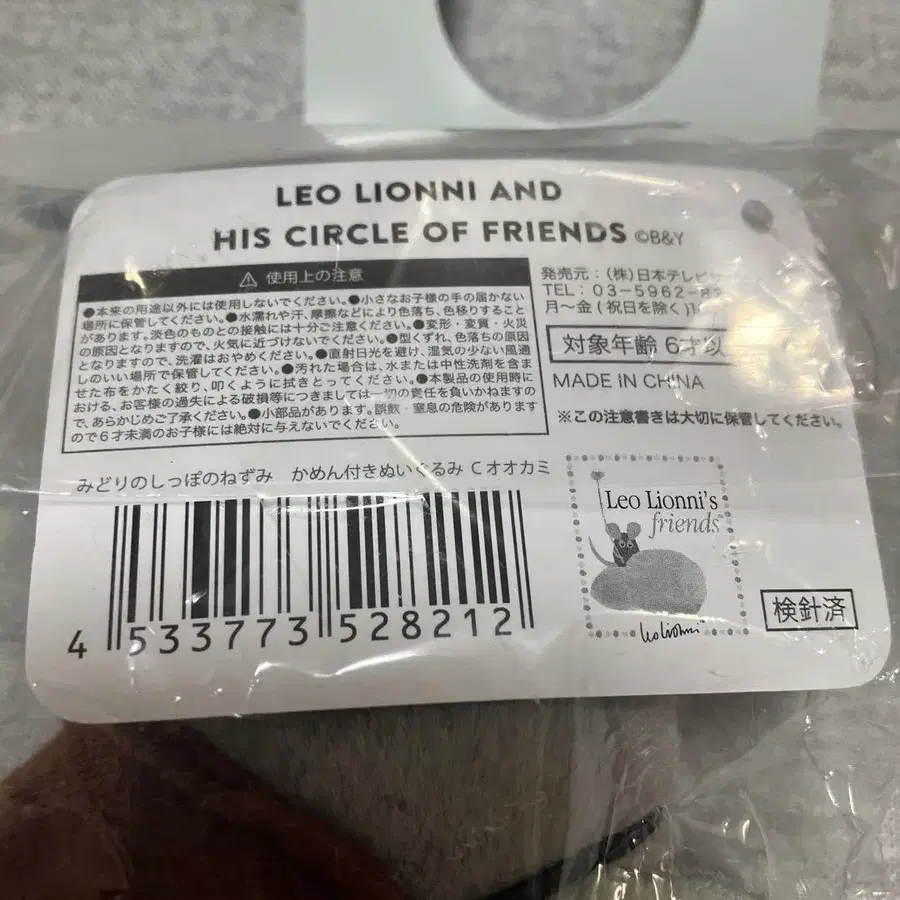 LEO LIONNI AND
HIS CIRCLE OF FRIENDS ©B&Y
⚠ 使用上の注意
●本来の用途以外には使用しないでください。●小さなお子様の手の届かない
場所に保管してください。●水濡れや汗、摩擦などにより色落ち、色移りすること
があります。淡色のものとの接触には十分ご注意ください。●変形・変質・火災
の原因となりますので、火気に近づけないでください。●型くずれ、色落ちの原因
となりますので、洗濯はおやめください。●直射日光を避け、湿気の少ない風通
しのいい場所で保管してください。●汚れた場合は、水または中性洗剤を含ま
せた布をかたく絞り、叩くように拭きとってください。●本製品の使用時に
おける、お客様の過失による破損等につきましては一切の責任を負いかねますの
で、あらかじめご了承ください。●小部品があります。誤飲・窒息の危険があります
ので6才未満のお子様には絶対に与えないでください。
発売元：(株)日本テレビ
TEL：03-5962-
月〜金(祝日を除く)
対象年齢 6才以
MADE IN CHINA
※この注意書きは大切に保管してください。
みどりのしっぽのねずみ かめん付きぬいぐるみ Cオオカミ
4 533773 528212
Leo Lionni's
friends
Leo Lionni
検針済